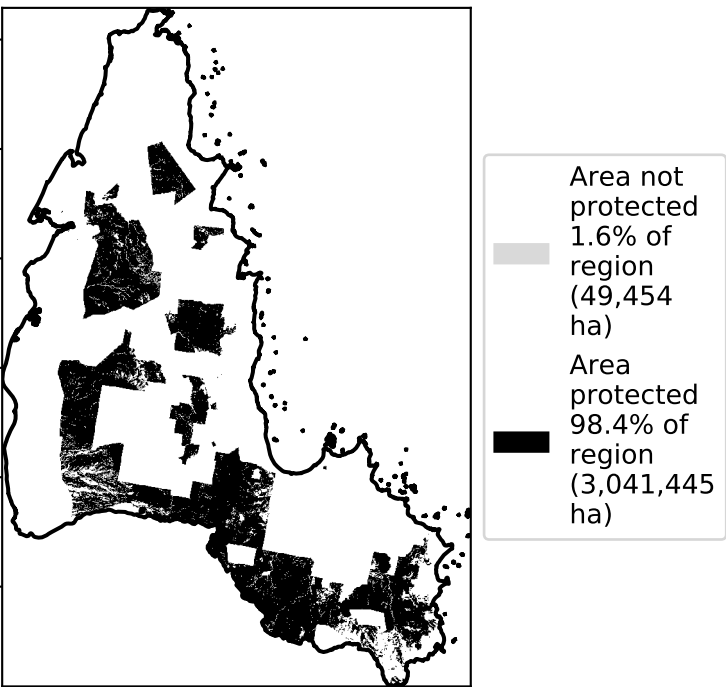 Area not
protected
1.6% of
region
(49,454
ha)
Area
protected
98.4% of
region
(3,041,445
ha)